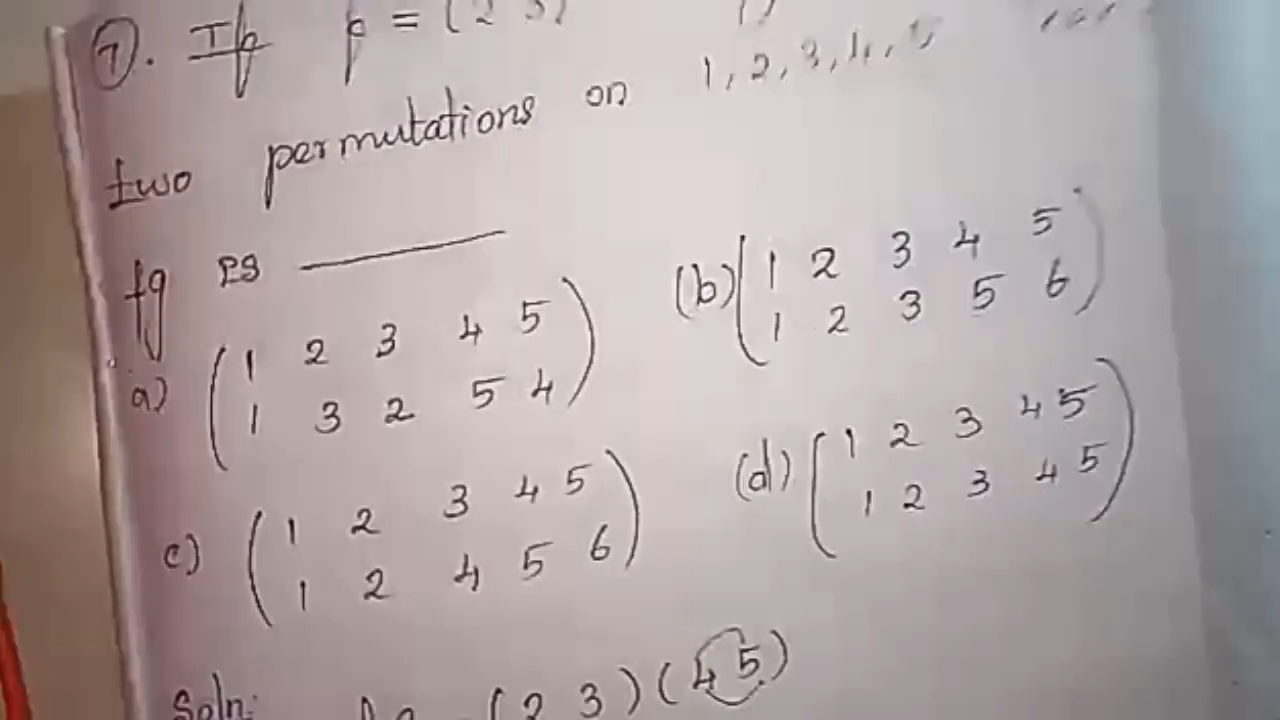 7. If f = (2 3)
two permutations on 1, 2, 3, 4, 5
fg is ______
a) ( 1 2 3 4 5 ) (b) ( 1 2 3 4 5 )
( 1 3 2 5 4 ) ( 1 2 3 5 6 )
c) ( 1 2 3 4 5 ) (d) ( 1 2 3 4 5 )
( 1 2 4 5 6 ) ( 1 2 3 4 5 )
Soln: = (2 3) (4 5)